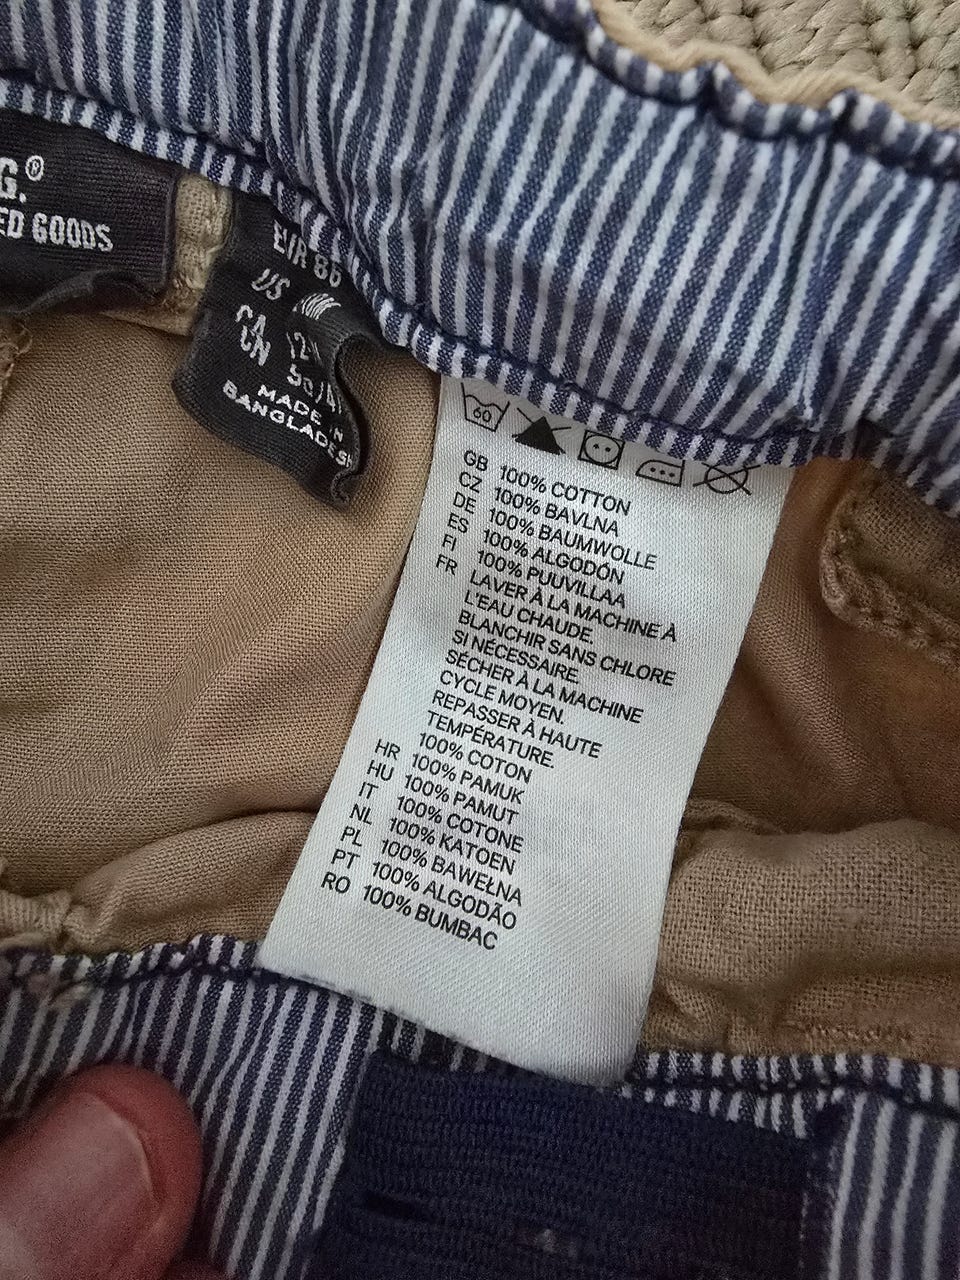 G.®
ED GOODS
EUR 86
US
CA 12
CN
MADE IN
BANGLADESH
60
GB 100% COTTON
CZ 100% BAVLNA
DE 100% BAUMWOLLE
ES 100% ALGODÓN
FI 100% PUUVILLAA
FR LAVER À LA MACHINE À
L'EAU CHAUDE.
BLANCHIR SANS CHLORE
SI NÉCESSAIRE.
SÉCHER À LA MACHINE
CYCLE MOYEN.
REPASSER À HAUTE
TEMPÉRATURE.
100% COTON
HR 100% PAMUK
HU 100% PAMUT
IT 100% COTONE
NL 100% KATOEN
PL 100% BAWEŁNA
PT 100% ALGODÃO
RO 100% BUMBAC